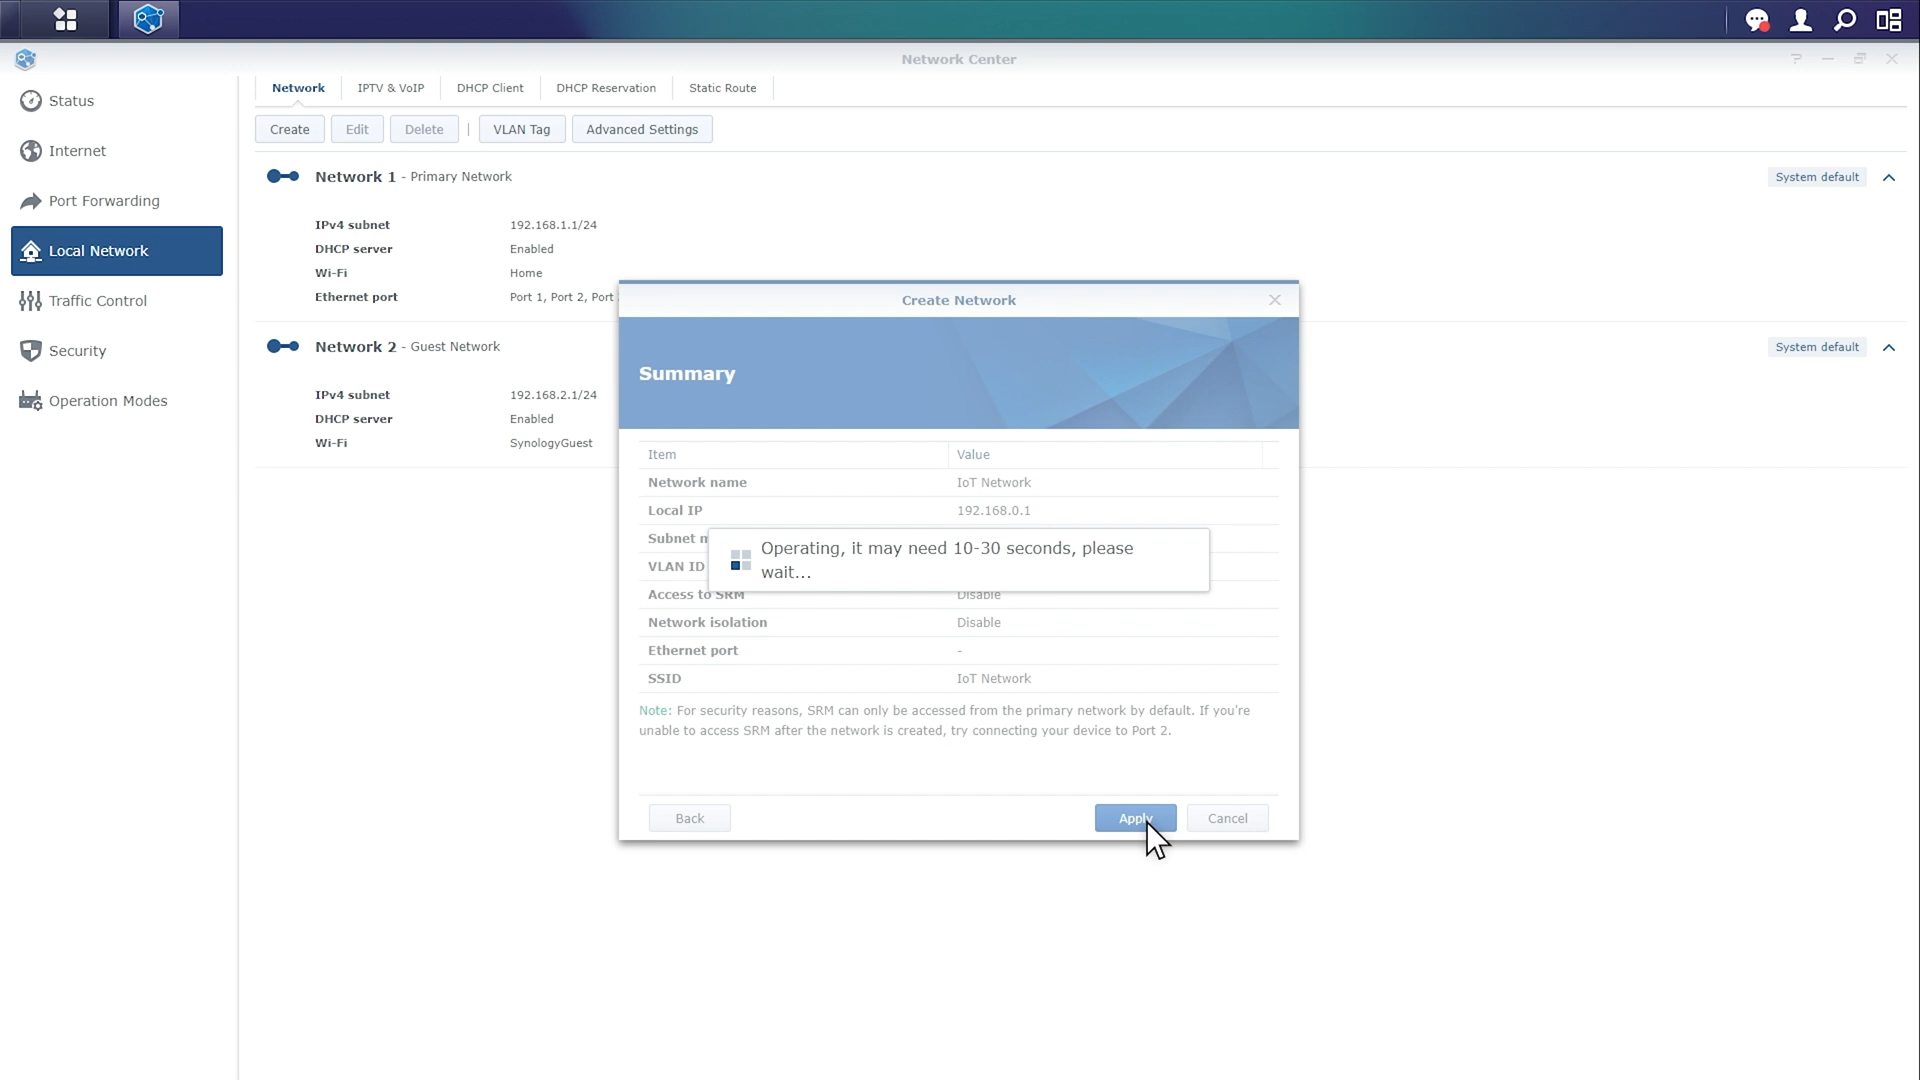 Network Center
Status
Internet
Port Forwarding
Local Network
Traffic Control
Security
Operation Modes
Network
IPTV & VoIP
DHCP Client
DHCP Reservation
Static Route
Create
Edit
Delete
VLAN Tag
Advanced Settings
Network 1 - Primary Network
System default
IPv4 subnet 192.168.1.1/24
DHCP server Enabled
Wi-Fi Home
Ethernet port Port 1, Port 2, Port
Network 2 - Guest Network
System default
IPv4 subnet 192.168.2.1/24
DHCP server Enabled
Wi-Fi SynologyGuest
Create Network
Summary
Item Value
Network name IoT Network
Local IP 192.168.0.1
Subnet
Operating, it may need 10-30 seconds, please
wait...
VLAN ID
Access to SRM Disable
Network isolation Disable
Ethernet port -
SSID IoT Network
Note: For security reasons, SRM can only be accessed from the primary network by default. If you're
unable to access SRM after the network is created, try connecting your device to Port 2.
Back
Apply
Cancel